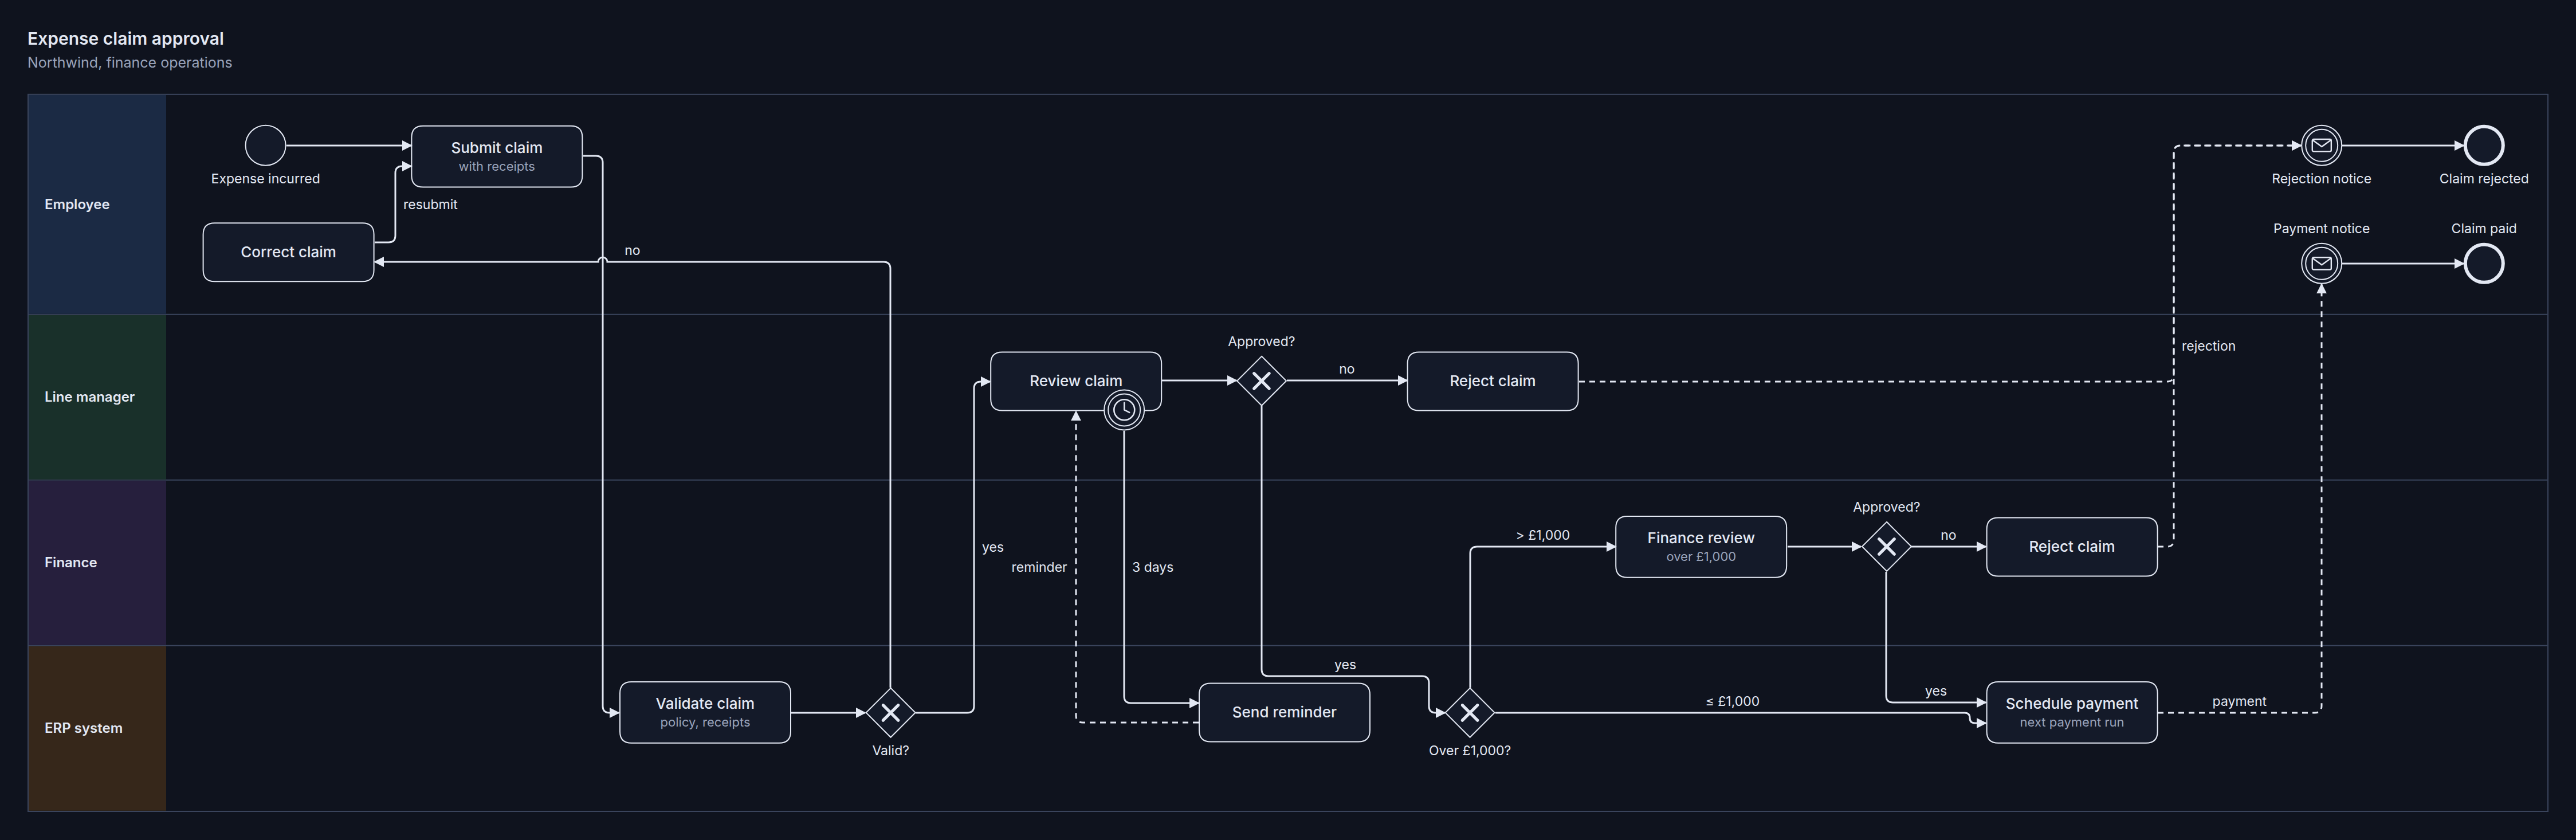 Expense claim approval
Northwind, finance operations
Employee
Expense incurred
Submit claim
with receipts
resubmit
Correct claim
no
Rejection notice
Claim rejected
Payment notice
Claim paid
Line manager
Review claim
Approved?
no
Reject claim
rejection
Finance
yes
reminder
3 days
> £1,000
Finance review
over £1,000
Approved?
no
Reject claim
ERP system
Validate claim
policy, receipts
Valid?
Send reminder
yes
Over £1,000?
≤ £1,000
yes
Schedule payment
next payment run
payment